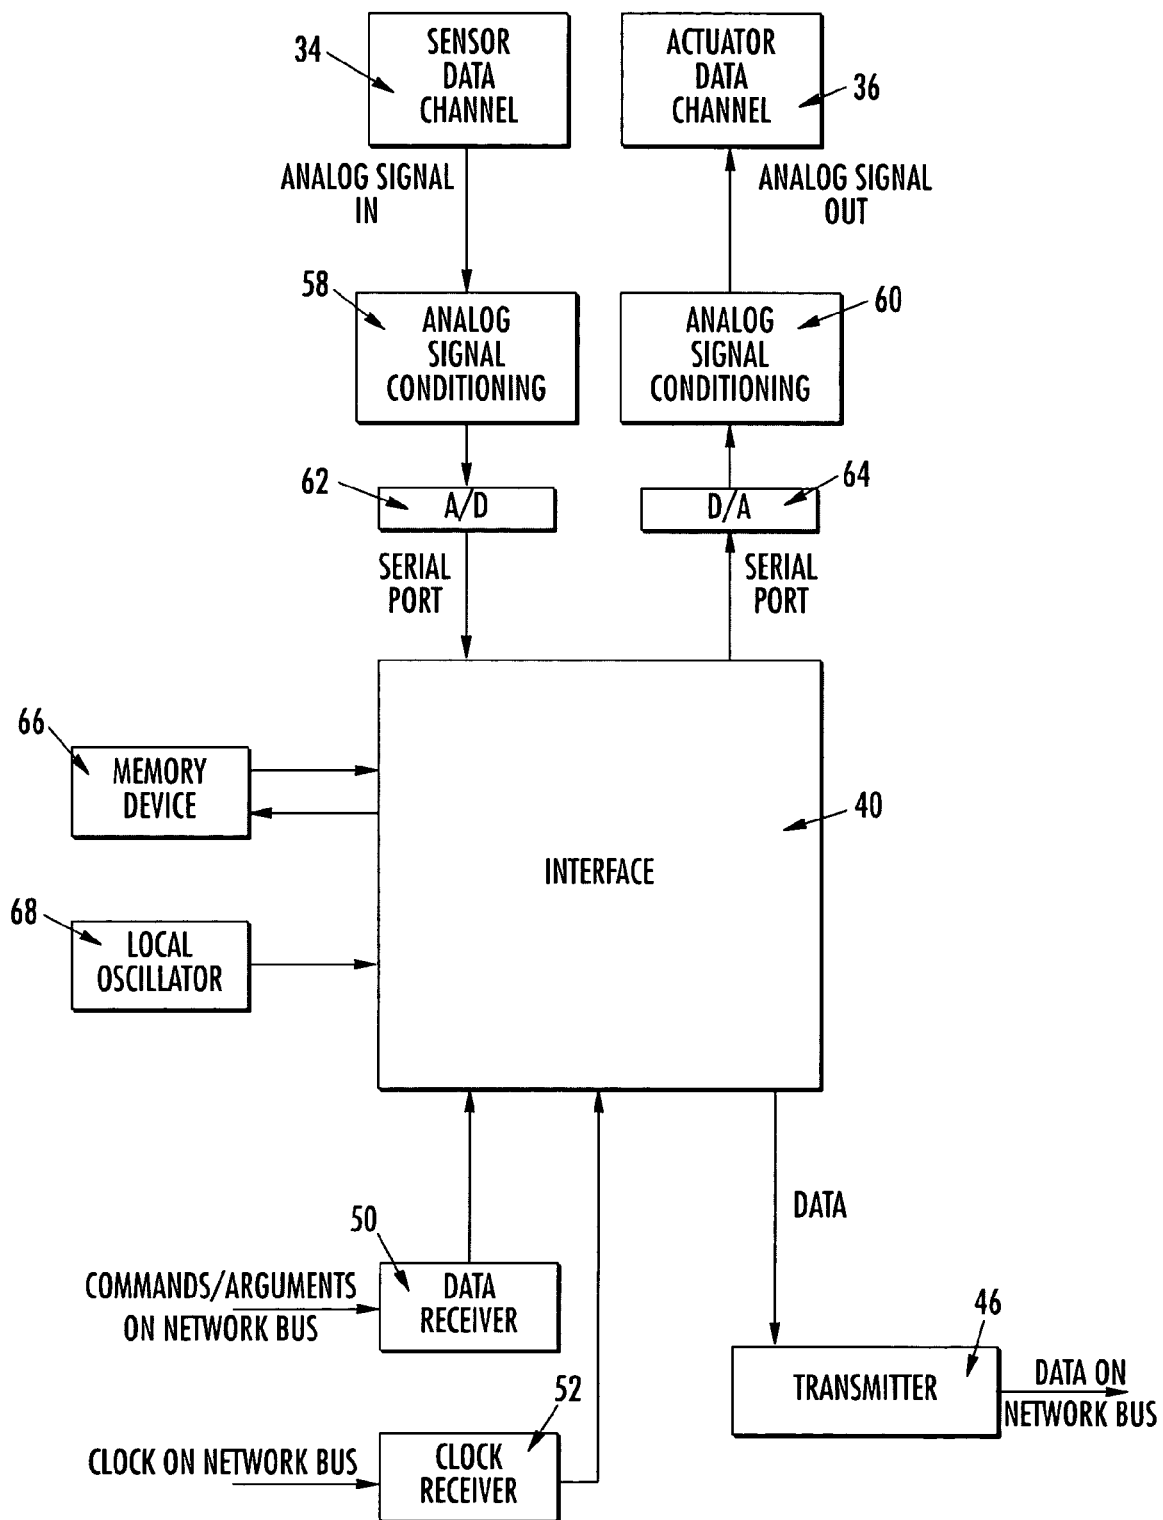 34
SENSOR
DATA
CHANNEL
ACTUATOR
DATA
CHANNEL
36
ANALOG SIGNAL
IN
ANALOG SIGNAL
OUT
58
ANALOG
SIGNAL
CONDITIONING
ANALOG
SIGNAL
CONDITIONING
60
62
A/D
D/A
64
SERIAL
PORT
SERIAL
PORT
66
MEMORY
DEVICE
40
INTERFACE
68
LOCAL
OSCILLATOR
DATA
50
COMMANDS/ARGUMENTS
ON NETWORK BUS
DATA
RECEIVER
46
TRANSMITTER
DATA ON
NETWORK BUS
52
CLOCK ON NETWORK BUS
CLOCK
RECEIVER